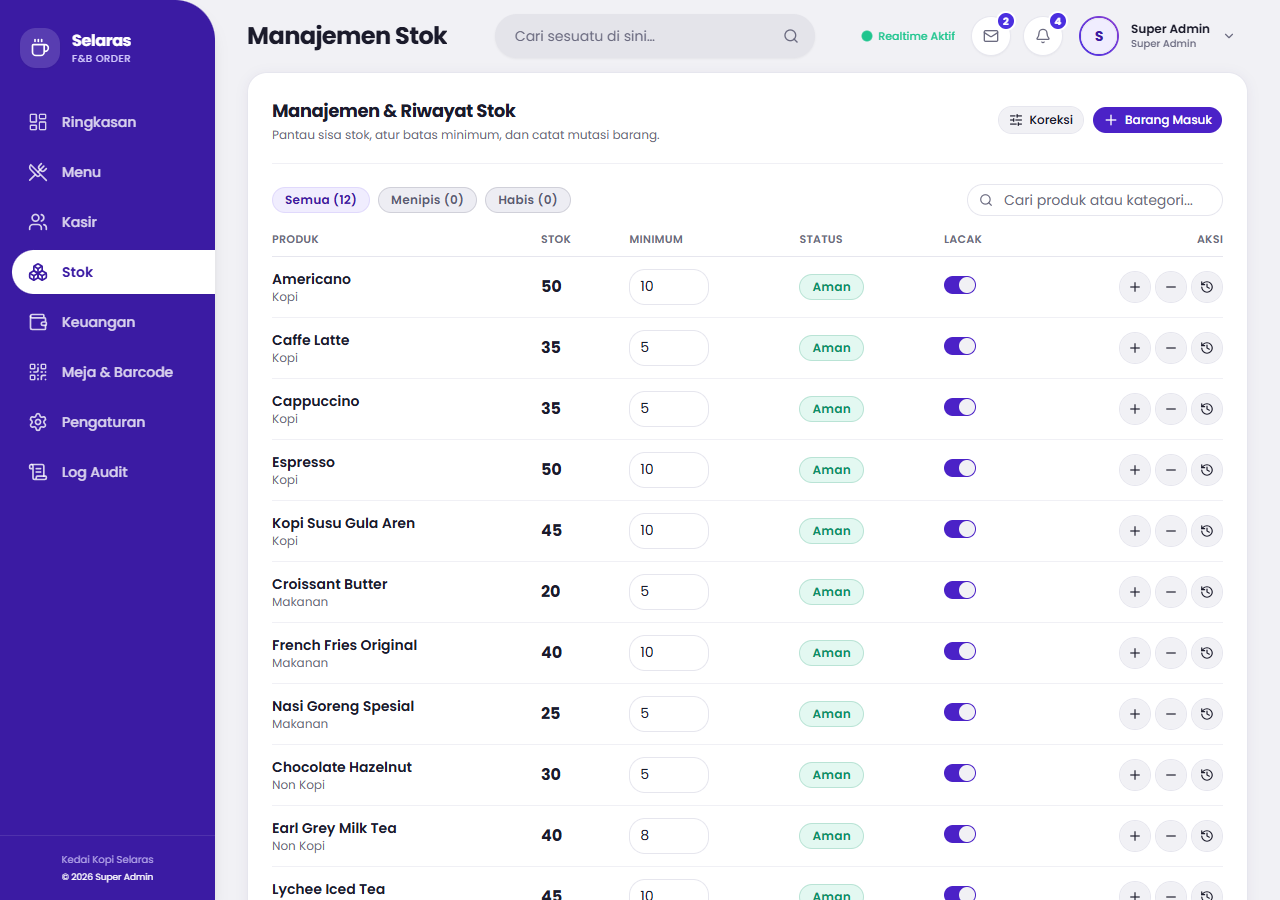 Selaras
F&B ORDER
Ringkasan
Menu
Kasir
Stok
Keuangan
Meja & Barcode
Pengaturan
Log Audit
Kedai Kopi Selaras
© 2026 Super Admin
Manajemen Stok
Cari sesuatu di sini...
Realtime Aktif
2
4
S
Super Admin
Super Admin
Manajemen & Riwayat Stok
Pantau sisa stok, atur batas minimum, dan catat mutasi barang.
Koreksi
Barang Masuk
Semua (12)
Menipis (0)
Habis (0)
Cari produk atau kategori...
PRODUK STOK MINIMUM STATUS LACAK AKSI
Americano 50 10 Aman
Kopi
Caffe Latte 35 5 Aman
Kopi
Cappuccino 35 5 Aman
Kopi
Espresso 50 10 Aman
Kopi
Kopi Susu Gula Aren 45 10 Aman
Kopi
Croissant Butter 20 5 Aman
Makanan
French Fries Original 40 10 Aman
Makanan
Nasi Goreng Spesial 25 5 Aman
Makanan
Chocolate Hazelnut 30 5 Aman
Non Kopi
Earl Grey Milk Tea 40 8 Aman
Non Kopi
Lychee Iced Tea 45 10 Aman